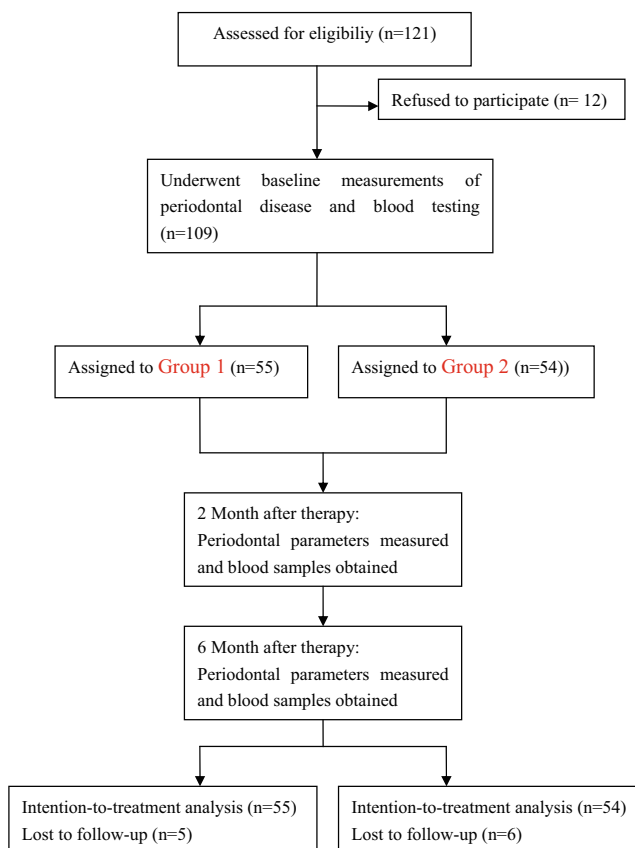 Assessed for eligibiliy (n=121)
Refused to participate (n= 12)
Underwent baseline measurements of
periodontal disease and blood testing
(n=109)
Assigned to Group 1 (n=55)
Assigned to Group 2 (n=54))
2 Month after therapy:
Periodontal parameters measured
and blood samples obtained
6 Month after therapy:
Periodontal parameters measured
and blood samples obtained
Intention-to-treatment analysis (n=55)
Lost to follow-up (n=5)
Intention-to-treatment analysis (n=54)
Lost to follow-up (n=6)